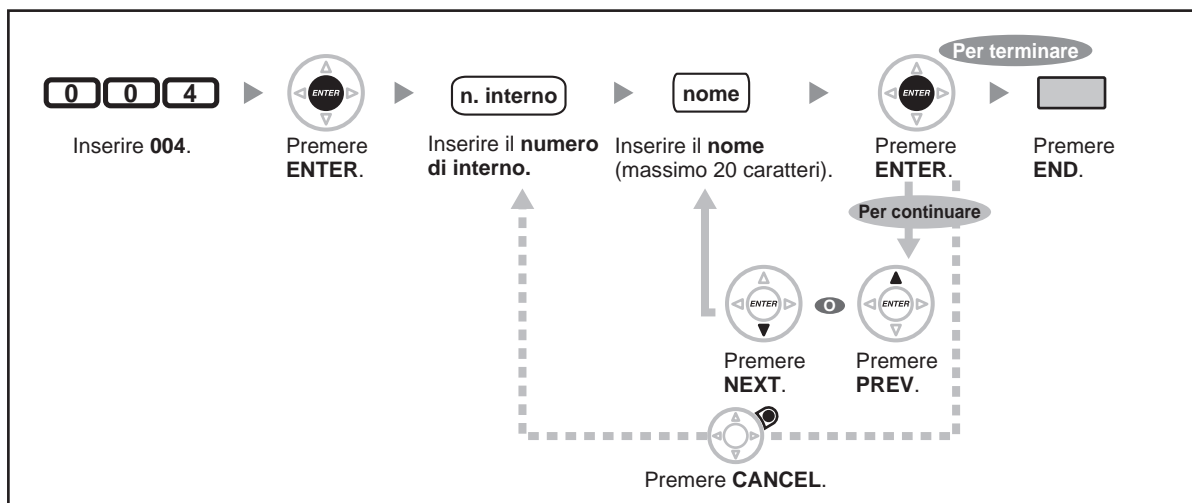 Per terminare
0 0 4
ENTER
n. interno
nome
ENTER
Inserire 004.
Premere
ENTER.
Inserire il numero
di interno.
Inserire il nome
(massimo 20 caratteri).
Premere
ENTER.
Premere
END.
Per continuare
ENTER
O
ENTER
Premere
NEXT.
Premere
PREV.
Premere CANCEL.